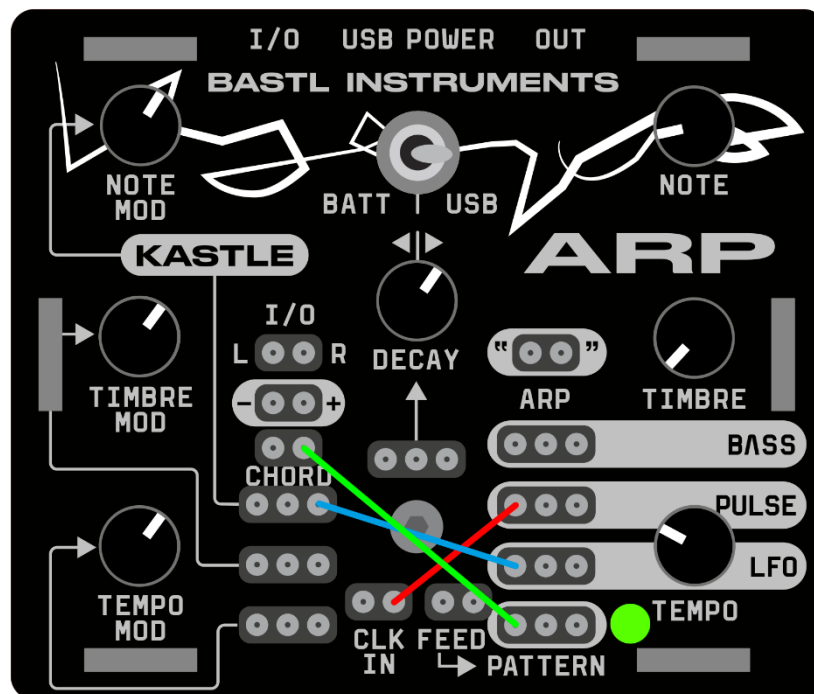 I/O USB POWER OUT
BASTL INSTRUMENTS
NOTE MOD
NOTE
BATT USB
KASTLE
ARP
I/O
L R
DECAY
" "
ARP
TIMBRE MOD
TIMBRE
- +
BASS
CHORD
PULSE
LFO
TEMPO MOD
TEMPO
CLK IN
FEED
PATTERN